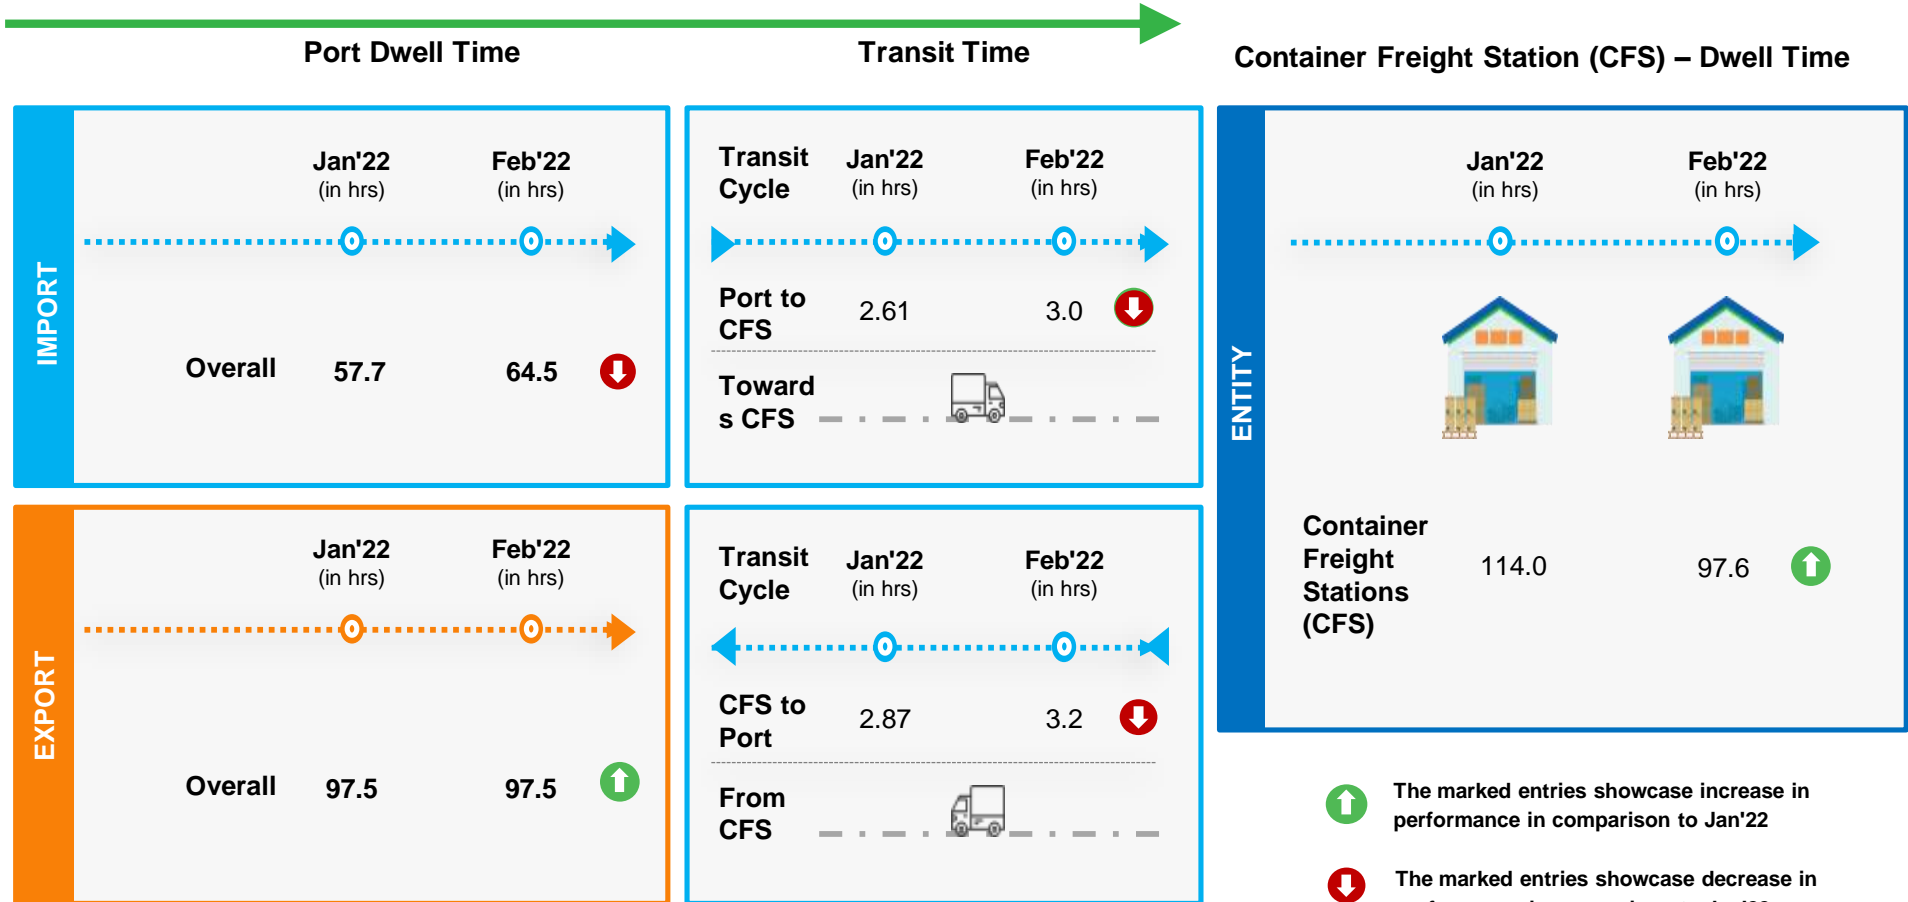 Port Dwell Time
Transit Time
Container Freight Station (CFS) – Dwell Time
IMPORT
Jan'22
(in hrs)
Feb'22
(in hrs)
Overall
57.7
64.5
Transit
Cycle
Jan'22
(in hrs)
Feb'22
(in hrs)
Port to
CFS
2.61
3.0
Toward
s CFS
ENTITY
Jan'22
(in hrs)
Feb'22
(in hrs)
Container
Freight
Stations
(CFS)
114.0
97.6
EXPORT
Jan'22
(in hrs)
Feb'22
(in hrs)
Overall
97.5
97.5
Transit
Cycle
Jan'22
(in hrs)
Feb'22
(in hrs)
CFS to
Port
2.87
3.2
From
CFS
The marked entries showcase increase in
performance in comparison to Jan'22
The marked entries showcase decrease in